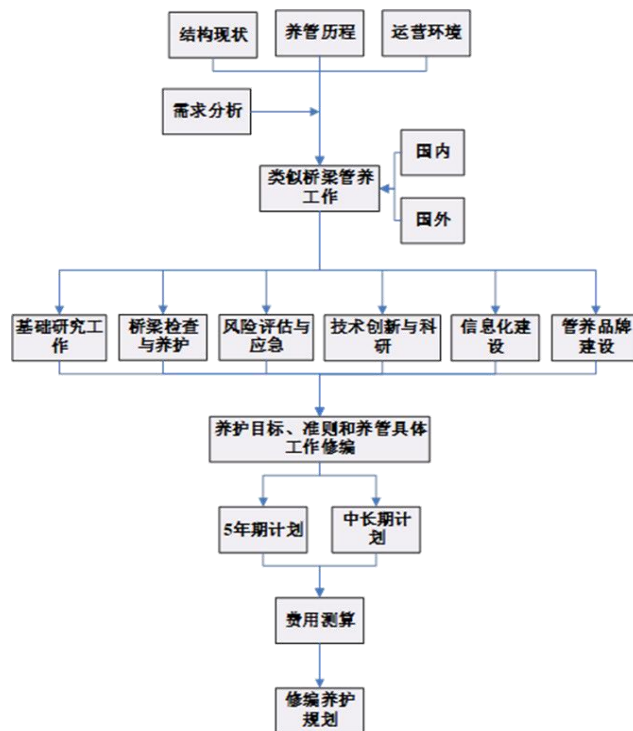 结构现状
养管历程
运营环境
需求分析
国内
类似桥梁管养
工作
国外
基础研究工
作
桥梁检查
与养护
风险评估与
应急
技术创新与科
研
信息化建
设
管养品牌
建设
养护目标、准则和养管具体
工作修编
5年期计划
中长期计
划
费用测算
修编养护
规划